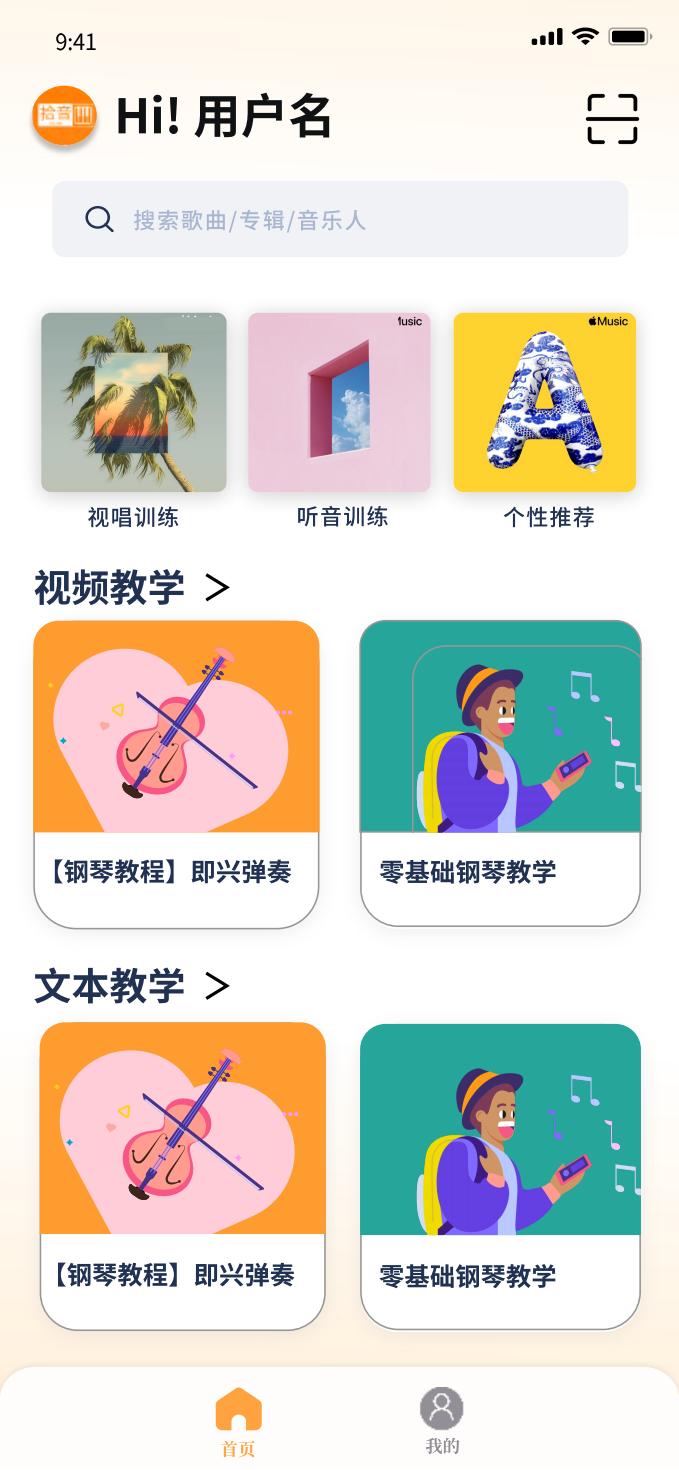 9:41
拾音
Hi! 用户名
搜索歌曲/专辑/音乐人
usic
Music
视唱训练
听音训练
个性推荐
视频教学 >
【钢琴教程】即兴弹奏
零基础钢琴教学
文本教学 >
【钢琴教程】即兴弹奏
零基础钢琴教学
首页
我的